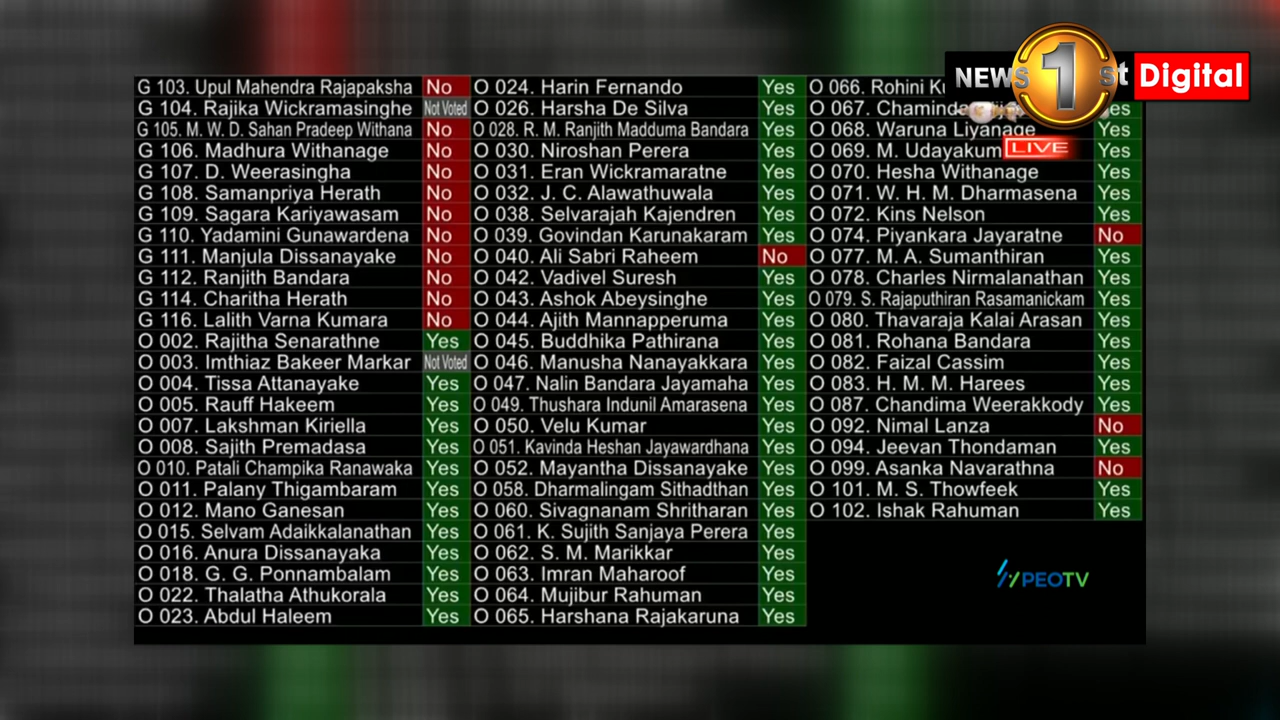 NEWS 1st Digital
LIVE
G 103. Upul Mahendra Rajapaksha No
G 104. Rajika Wickramasinghe Not Voted
G 105. M. W. D. Sahan Pradeep Withana No
G 106. Madhura Withanage No
G 107. D. Weerasingha No
G 108. Samanpriya Herath No
G 109. Sagara Kariyawasam No
G 110. Yadamini Gunawardena No
G 111. Manjula Dissanayake No
G 112. Ranjith Bandara No
G 114. Charitha Herath No
G 116. Lalith Varna Kumara No
O 002. Rajitha Senarathne Yes
O 003. Imthiaz Bakeer Markar Not Voted
O 004. Tissa Attanayake Yes
O 005. Rauff Hakeem Yes
O 007. Lakshman Kiriella Yes
O 008. Sajith Premadasa Yes
O 010. Patali Champika Ranawaka Yes
O 011. Palany Thigambaram Yes
O 012. Mano Ganesan Yes
O 015. Selvam Adaikkalanathan Yes
O 016. Anura Dissanayaka Yes
O 018. G. G. Ponnambalam Yes
O 022. Thalatha Athukorala Yes
O 023. Abdul Haleem Yes
O 024. Harin Fernando Yes
O 026. Harsha De Silva Yes
O 028. R. M. Ranjith Madduma Bandara Yes
O 030. Niroshan Perera Yes
O 031. Eran Wickramaratne Yes
O 032. J. C. Alawathuwala Yes
O 038. Selvarajah Kajendren Yes
O 039. Govindan Karunakaram Yes
O 040. Ali Sabri Raheem No
O 042. Vadivel Suresh Yes
O 043. Ashok Abeysinghe Yes
O 044. Ajith Mannapperuma Yes
O 045. Buddhika Pathirana Yes
O 046. Manusha Nanayakkara Yes
O 047. Nalin Bandara Jayamaha Yes
O 049. Thushara Indunil Amarasena Yes
O 050. Velu Kumar Yes
O 051. Kavinda Heshan Jayawardhana Yes
O 052. Mayantha Dissanayake Yes
O 058. Dharmalingam Sithadthan Yes
O 060. Sivagnanam Shritharan Yes
O 061. K. Sujith Sanjaya Perera Yes
O 062. S. M. Marikkar Yes
O 063. Imran Maharoof Yes
O 064. Mujibur Rahuman Yes
O 065. Harshana Rajakaruna Yes
O 066. Rohini
O 067. Yes
O 068. Waruna Liyanage Yes
O 069. M. Yes
O 070. Hesha Withanage Yes
O 071. W. H. M. Dharmasena Yes
O 072. Kins Nelson Yes
O 074. Piyankara Jayaratne No
O 077. M. A. Sumanthiran Yes
O 078. Charles Nirmalanathan Yes
O 079. S. Rajaputhiran Rasamanickam Yes
O 080. Thavaraja Kalai Arasan Yes
O 081. Rohana Bandara Yes
O 082. Faizal Cassim Yes
O 083. H. M. M. Harees Yes
O 087. Chandima Weerakkody Yes
O 092. Nimal Lanza No
O 094. Jeevan Thondaman Yes
O 099. Asanka Navarathna No
O 101. M. S. Thowfeek Yes
O 102. Ishak Rahuman Yes
PEOTV